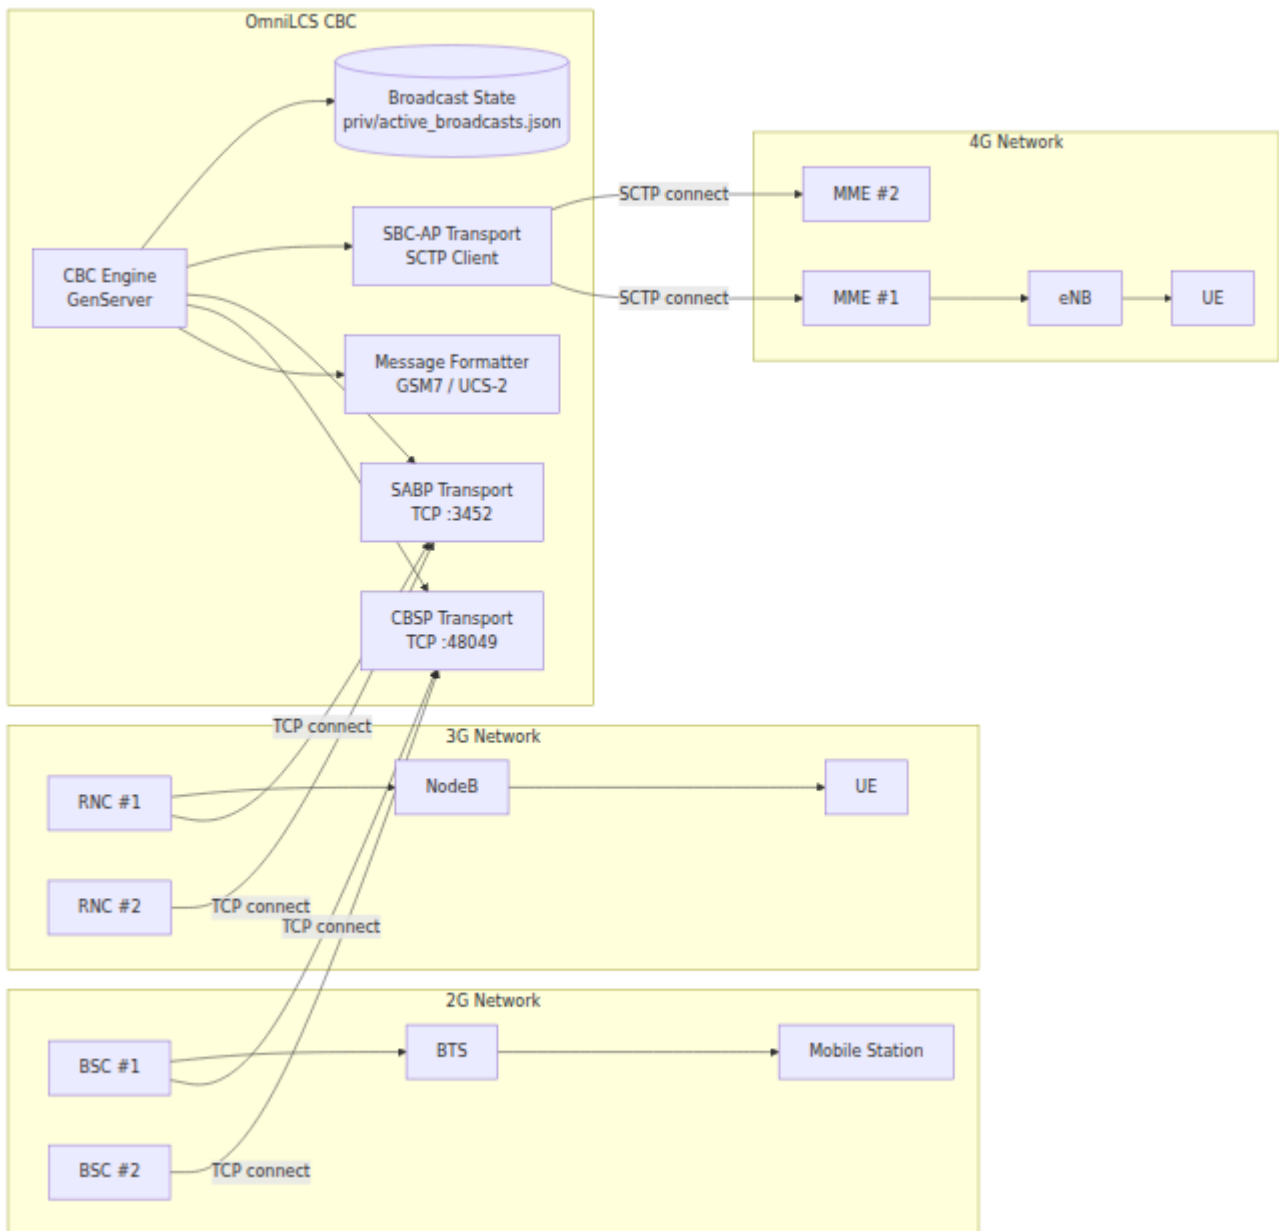 OmniLCS CBC
Broadcast State
priv/active_broadcasts.json
SBC-AP Transport
SCTP Client
CBC Engine
GenServer
Message Formatter
GSM7 / UCS-2
SABP Transport
TCP :3452
CBSP Transport
TCP :48049
4G Network
SCTP connect
MME #2
SCTP connect
MME #1
eNB
UE
TCP connect
3G Network
RNC #1
NodeB
UE
RNC #2
TCP connect
TCP connect
2G Network
BSC #1
BTS
Mobile Station
BSC #2
TCP connect